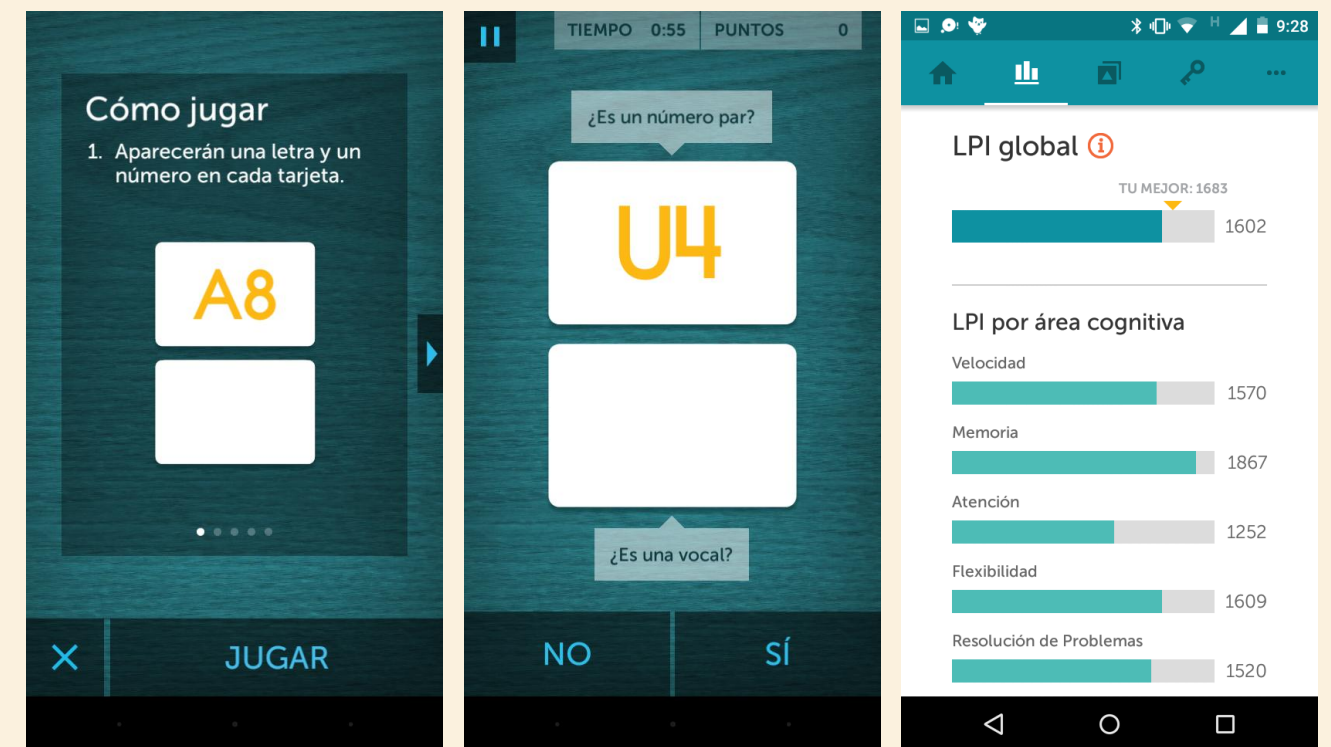 Cómo jugar
1. Aparecerán una letra y un
número en cada tarjeta.
A8
JUGAR
TIEMPO 0:55 PUNTOS 0
¿Es un número par?
U4
¿Es una vocal?
NO SÍ
H 9:28
LPI global
TU MEJOR: 1683
1602
LPI por área cognitiva
Velocidad
1570
Memoria
1867
Atención
1252
Flexibilidad
1609
Resolución de Problemas
1520